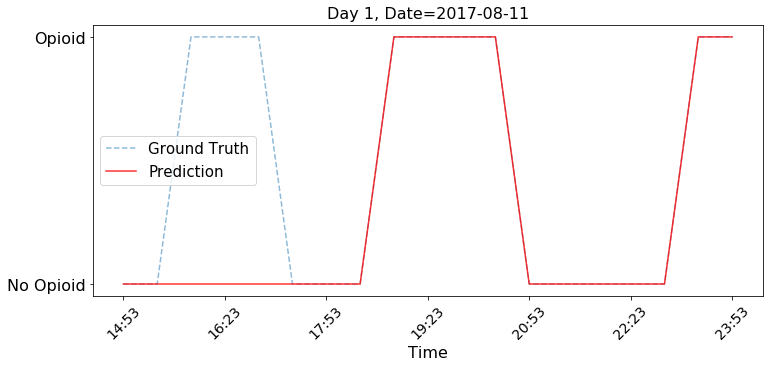 Day 1, Date=2017-08-11
Opioid
Ground Truth
Prediction
No Opioid
14:53
16:23
17:53
19:23
20:53
22:23
23:53
Time